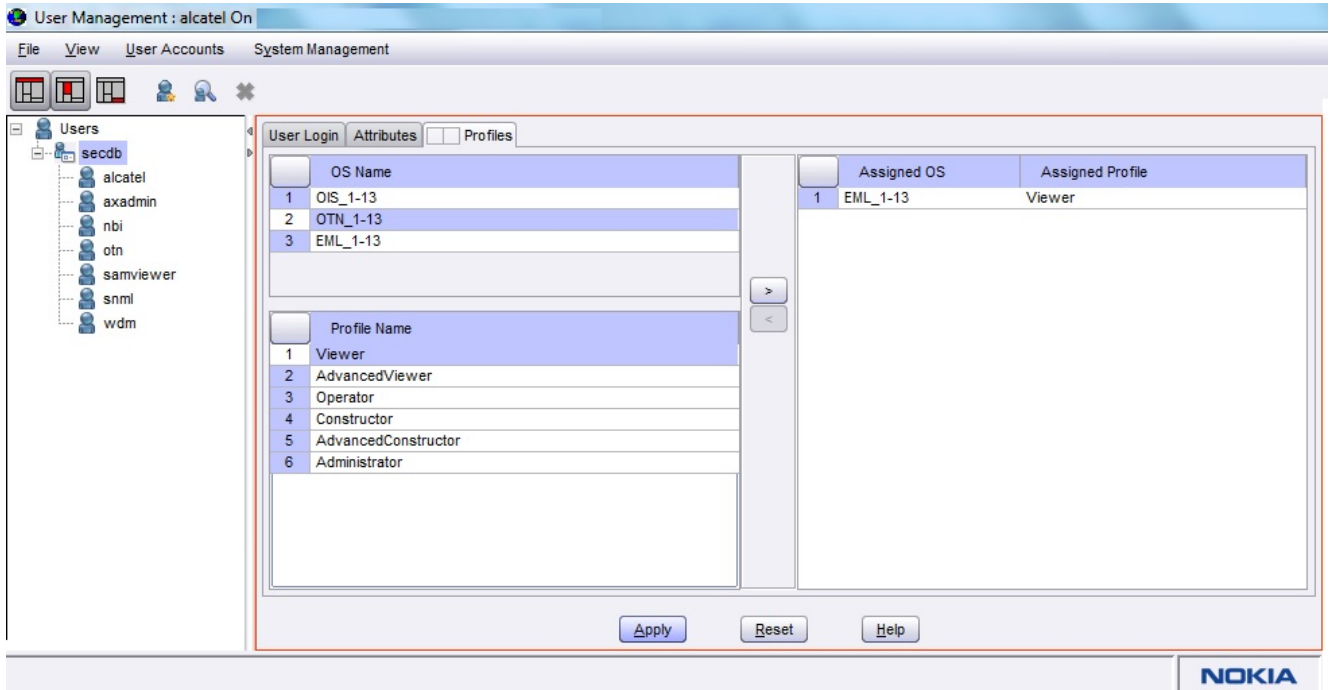 User Management : alcatel On
File View User Accounts System Management
Users
secdb
alcatel
axadmin
nbi
otn
samviewer
snml
wdm
User Login Attributes Profiles
OS Name
1 OIS_1-13
2 OTN_1-13
3 EML_1-13
Profile Name
1 Viewer
2 AdvancedViewer
3 Operator
4 Constructor
5 AdvancedConstructor
6 Administrator
>
<
Assigned OS Assigned Profile
1 EML_1-13 Viewer
Apply Reset Help
NOKIA